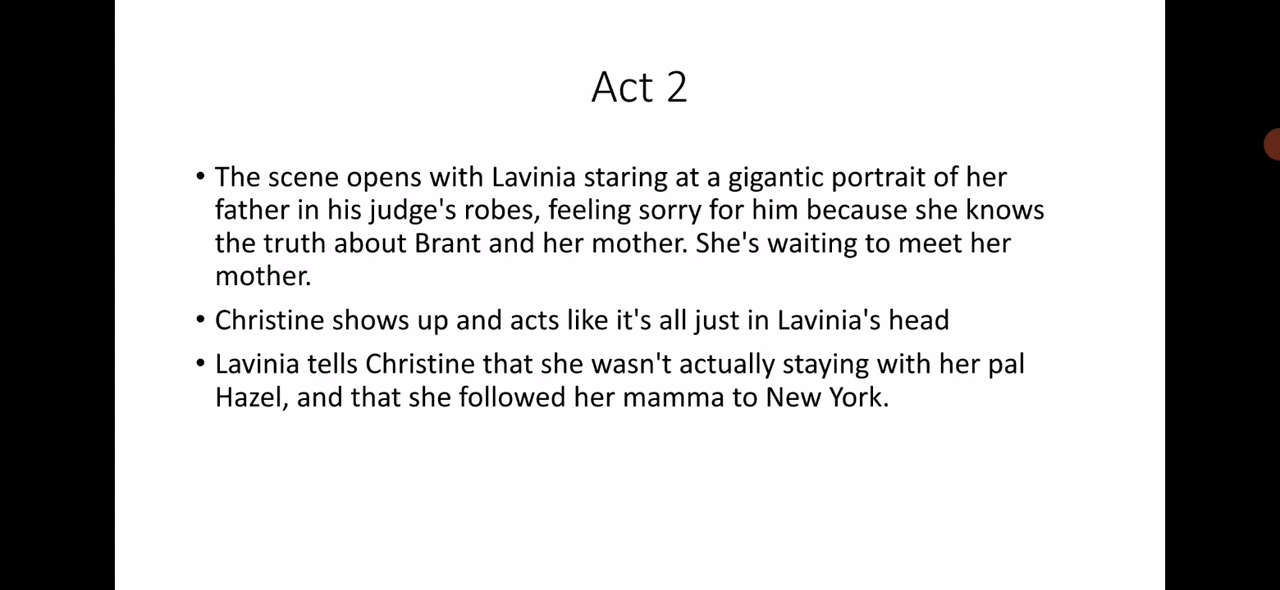 Act 2
• The scene opens with Lavinia staring at a gigantic portrait of her
father in his judge's robes, feeling sorry for him because she knows
the truth about Brant and her mother. She's waiting to meet her
mother.
• Christine shows up and acts like it's all just in Lavinia's head
• Lavinia tells Christine that she wasn't actually staying with her pal
Hazel, and that she followed her mamma to New York.